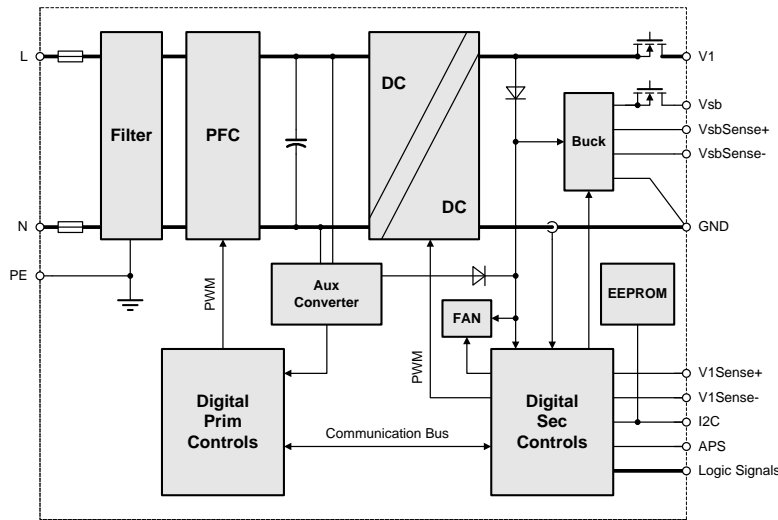 L
V1
DC
Vsb
VsbSense+
Filter
PFC
Buck
VsbSense-
DC
N
GND
PE
Aux
Converter
EEPROM
PWM
FAN
PWM
V1Sense+
Digital
Prim
Controls
Digital
Sec
Controls
V1Sense-
I2C
Communication Bus
APS
Logic Signals